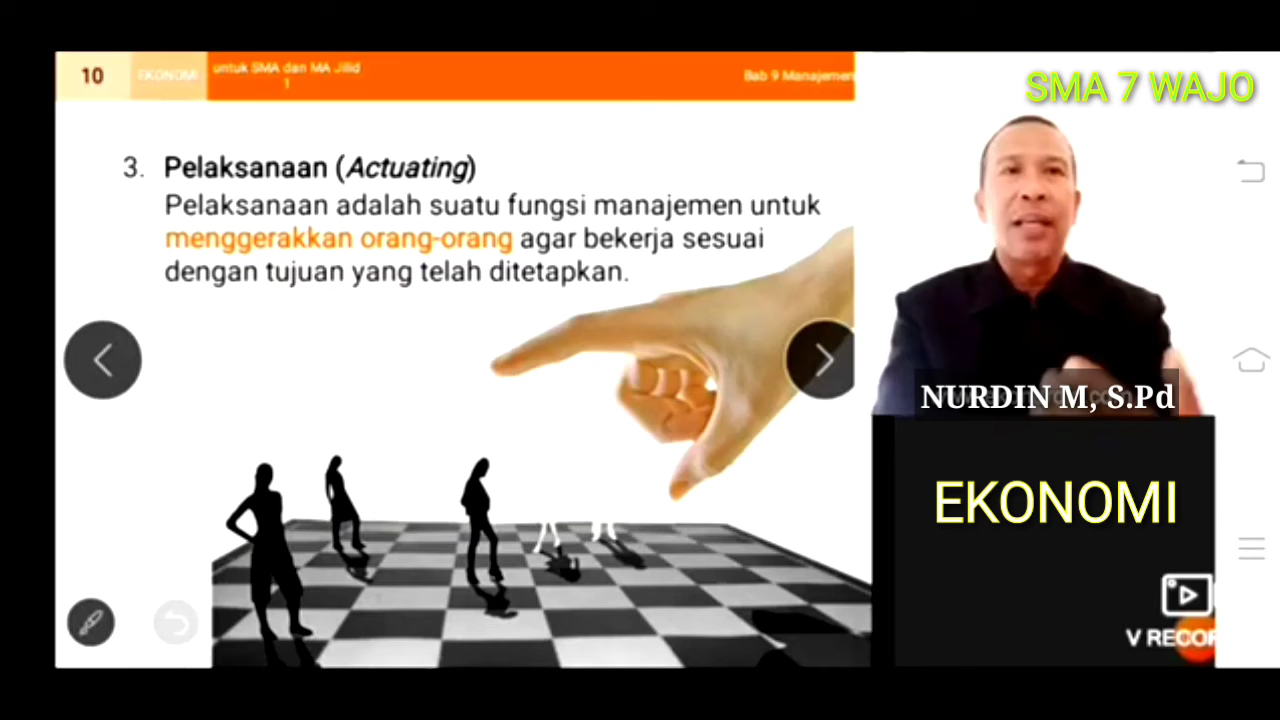 10
EKONOMI
untuk SMA dan MA Jilid
1
Bab 9 Manajemen
SMA 7 WAJO
3. Pelaksanaan (Actuating)
Pelaksanaan adalah suatu fungsi manajemen untuk
menggerakkan orang-orang agar bekerja sesuai
dengan tujuan yang telah ditetapkan.
NURDIN M, S.Pd
EKONOMI
V RECOR